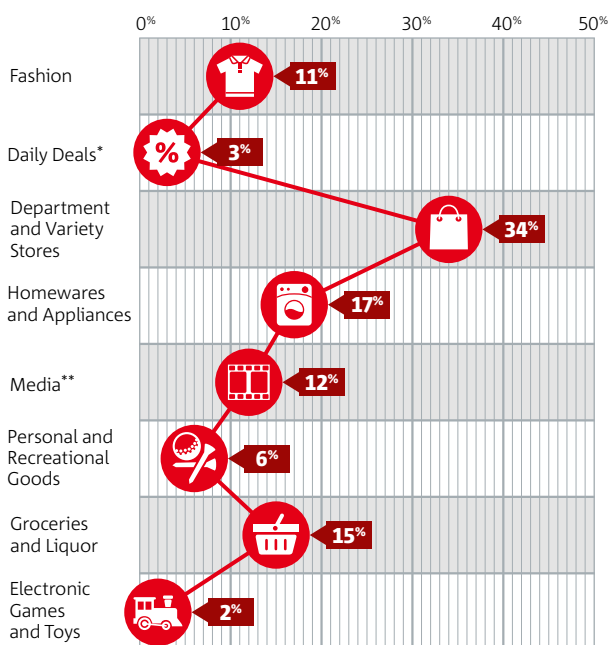 0% 10% 20% 30% 40% 50%
Fashion
11%
%
Daily Deals*
3%
Department
and Variety
Stores
34%
Homewares
and Appliances
17%
Media**
12%
Personal and
Recreational
Goods
6%
Groceries
and Liquor
15%
Electronic
Games
and Toys
2%